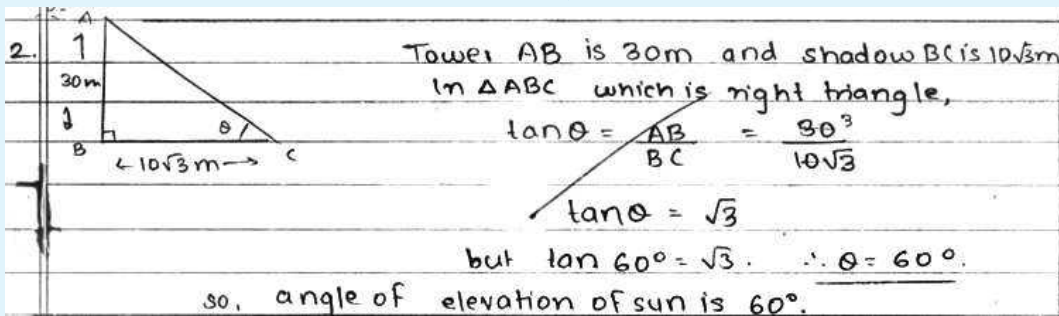 A
2.
30m
θ
B
←10√3m→
C
Tower AB is 30m and shadow BC is 10√3m
In ΔABC which is right triangle,
tanθ = AB/BC = 30³/10√3
tanθ = √3
but tan 60° = √3. ∴ θ = 60°.
so, angle of elevation of sun is 60°.